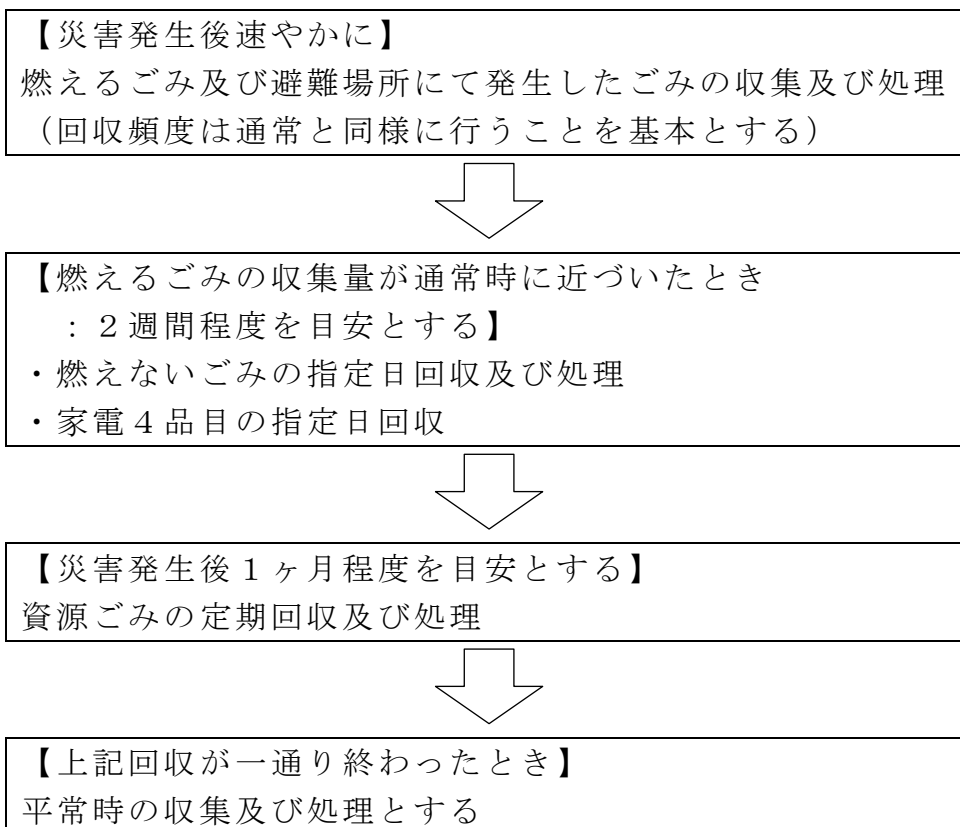 【災害発生後速やかに】
燃えるごみ及び避難場所にて発生したごみの収集及び処理
（回収頻度は通常と同様に行うことを基本とする）
【燃えるごみの収集量が通常時に近づいたとき
：２週間程度を目安とする】
・燃えないごみの指定日回収及び処理
・家電４品目の指定日回収
【災害発生後１ヶ月程度を目安とする】
資源ごみの定期回収及び処理
【上記回収が一通り終わったとき】
平常時の収集及び処理とする